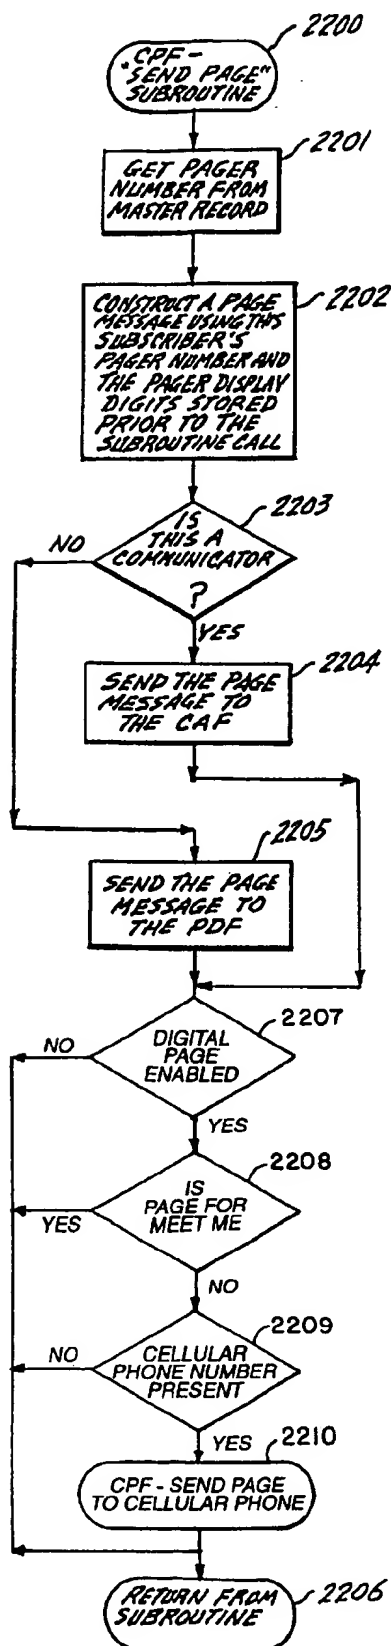 2200
"CPF-
SEND PAGE"
SUBROUTINE
2201
GET PAGER
NUMBER FROM
MASTER RECORD
2202
CONSTRUCT A PAGE
MESSAGE USING THIS
SUBSCRIBER'S
PAGER NUMBER AND
THE PAGER DISPLAY
DIGITS STORED
PRIOR TO THE
SUBROUTINE CALL
2203
IS
THIS A
COMMUNICATOR
?
NO
YES
2204
SEND THE PAGE
MESSAGE TO
THE CAF
2205
SEND THE PAGE
MESSAGE TO
THE PDF
2207
DIGITAL
PAGE
ENABLED
NO
YES
2208
IS
PAGE FOR
MEET ME
YES
NO
2209
CELLULAR
PHONE NUMBER
PRESENT
NO
YES
2210
CPF - SEND PAGE
TO CELLULAR PHONE
2206
RETURN FROM
SUBROUTINE